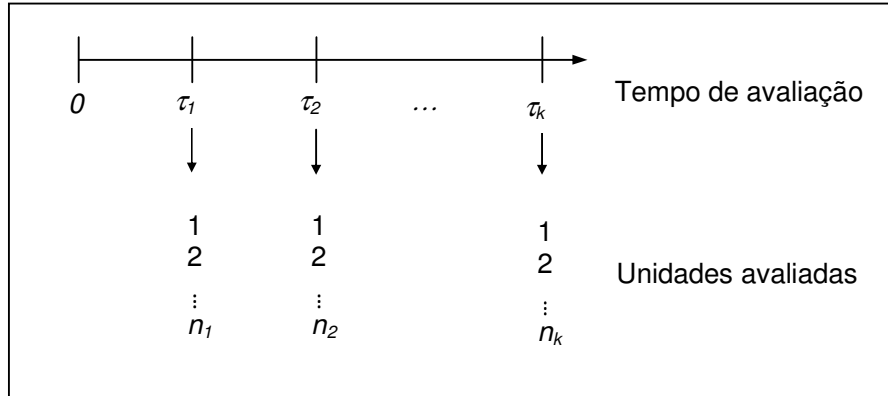 0 τ1 τ2 ... τk Tempo de avaliação
1 1 1
2 2 2 Unidades avaliadas
⋮ ⋮ ⋮
n1 n2 nk